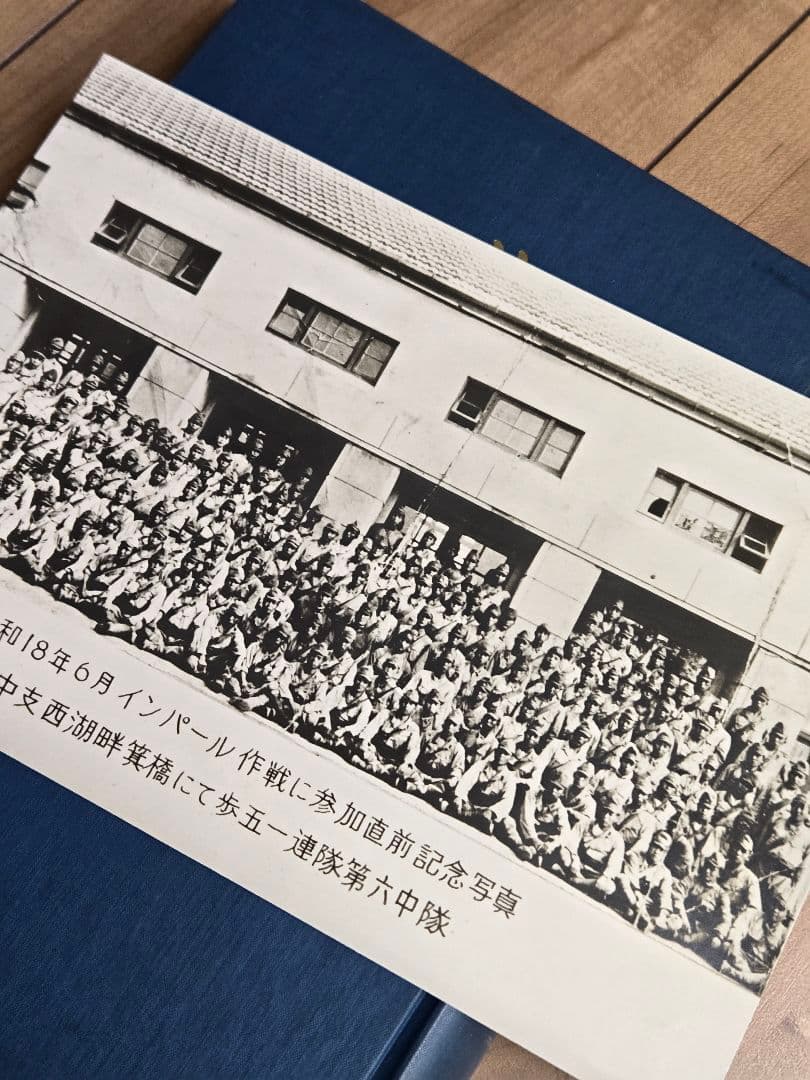 和18年6月 インパール作戦に参加直前記念写真
中支西湖畔箕橋にて歩五一連隊第六中隊